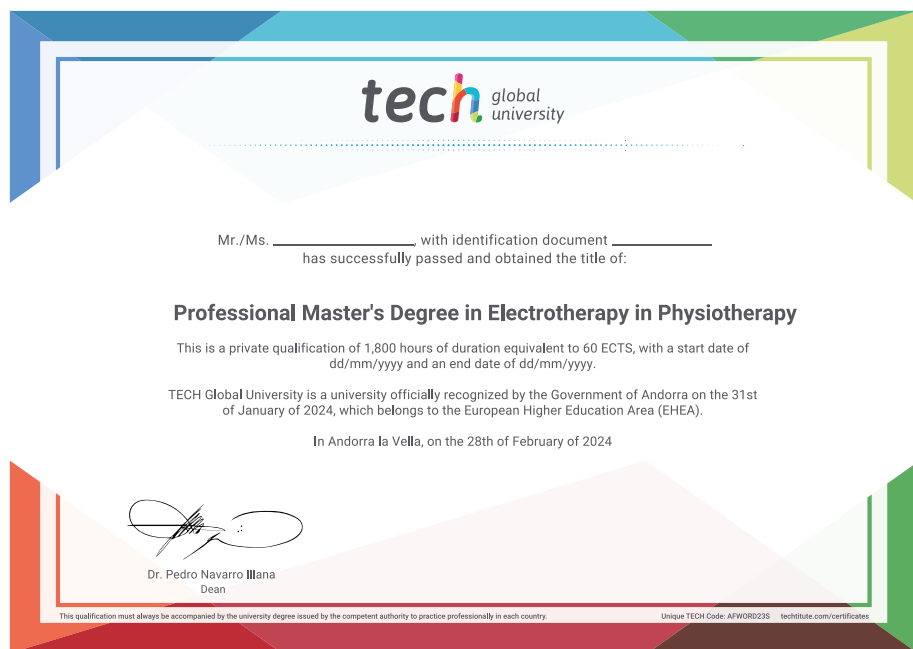 tech global university
Mr./Ms. ____________________, with identification document ______________
has successfully passed and obtained the title of:
Professional Master's Degree in Electrotherapy in Physiotherapy
This is a private qualification of 1,800 hours of duration equivalent to 60 ECTS, with a start date of
dd/mm/yyyy and an end date of dd/mm/yyyy.
TECH Global University is a university officially recognized by the Government of Andorra on the 31st
of January of 2024, which belongs to the European Higher Education Area (EHEA).
In Andorra la Vella, on the 28th of February of 2024
Dr. Pedro Navarro Illana
Dean
This qualification must always be accompanied by the university degree issued by the competent authority to practice professionally in each country.
Unique TECH Code: AFWORD23S techtitute.com/certificates